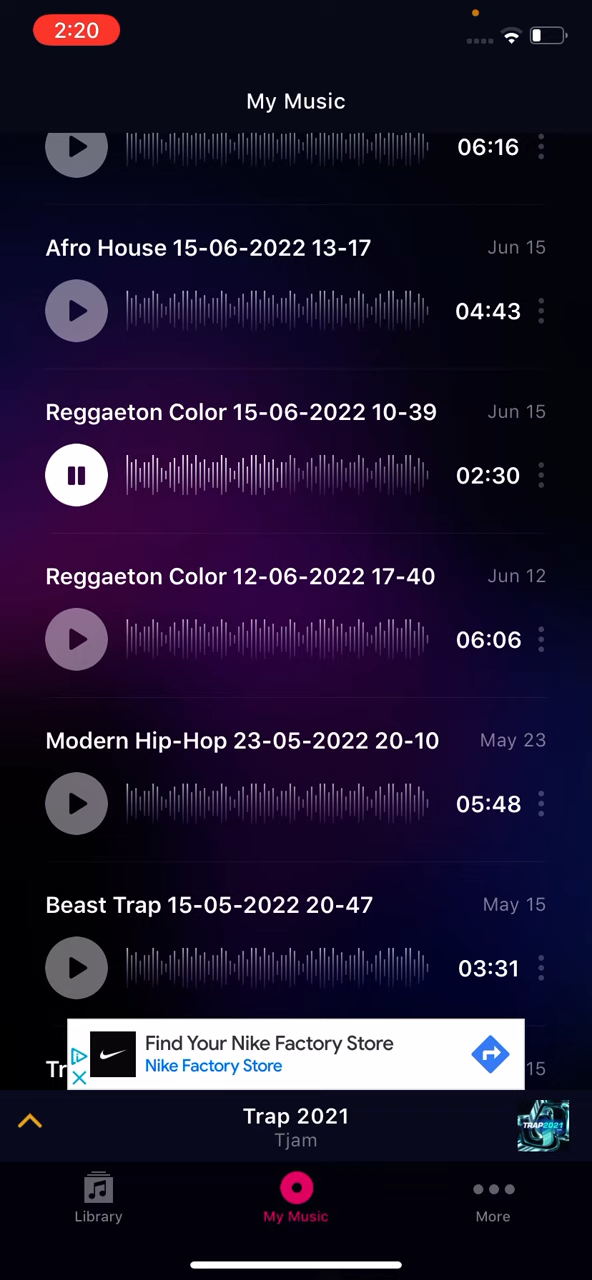 2:20
My Music
06:16
Afro House 15-06-2022 13-17 Jun 15
04:43
Reggaeton Color 15-06-2022 10-39 Jun 15
02:30
Reggaeton Color 12-06-2022 17-40 Jun 12
06:06
Modern Hip-Hop 23-05-2022 20-10 May 23
05:48
Beast Trap 15-05-2022 20-47 May 15
03:31
Find Your Nike Factory Store
Nike Factory Store
Tr 15
Trap 2021
Tjam
TRAP2021
Library My Music More